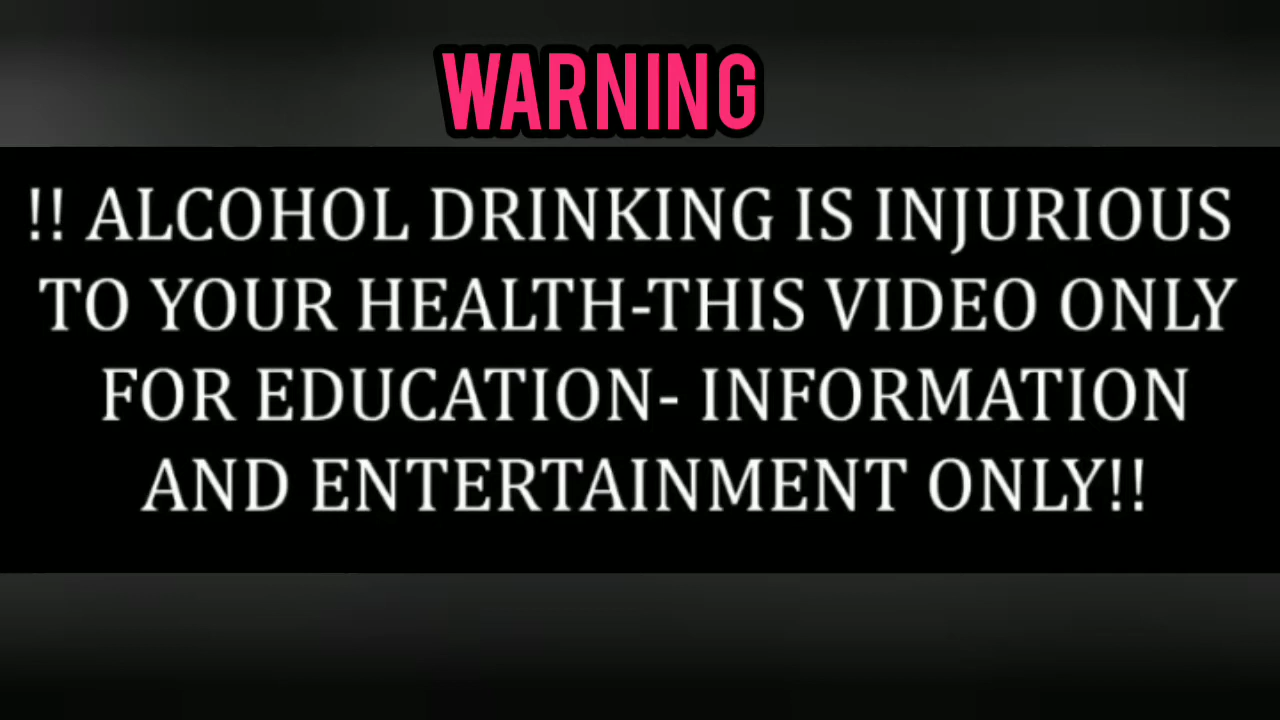 WARNING
!! ALCOHOL DRINKING IS INJURIOUS
TO YOUR HEALTH-THIS VIDEO ONLY
FOR EDUCATION- INFORMATION
AND ENTERTAINMENT ONLY!!